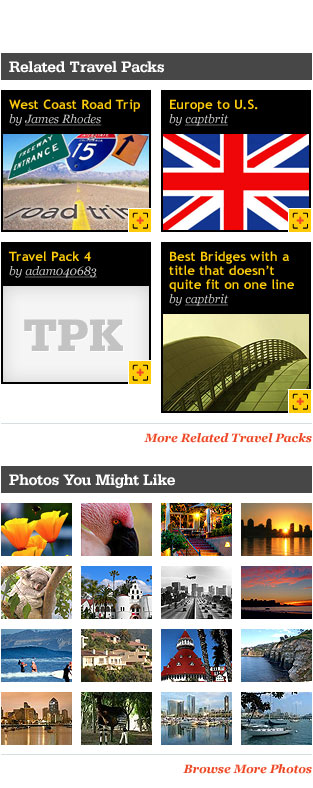 Related Travel Packs
West Coast Road Trip
by James Rhodes
FREEWAY
ENTRANCE
INTERSTATE
15
road trip
Europe to U.S.
by captbrit
Travel Pack 4
by adam040683
TPK
Best Bridges with a
title that doesn't
quite fit on one line
by captbrit
More Related Travel Packs
Photos You Might Like
Browse More Photos